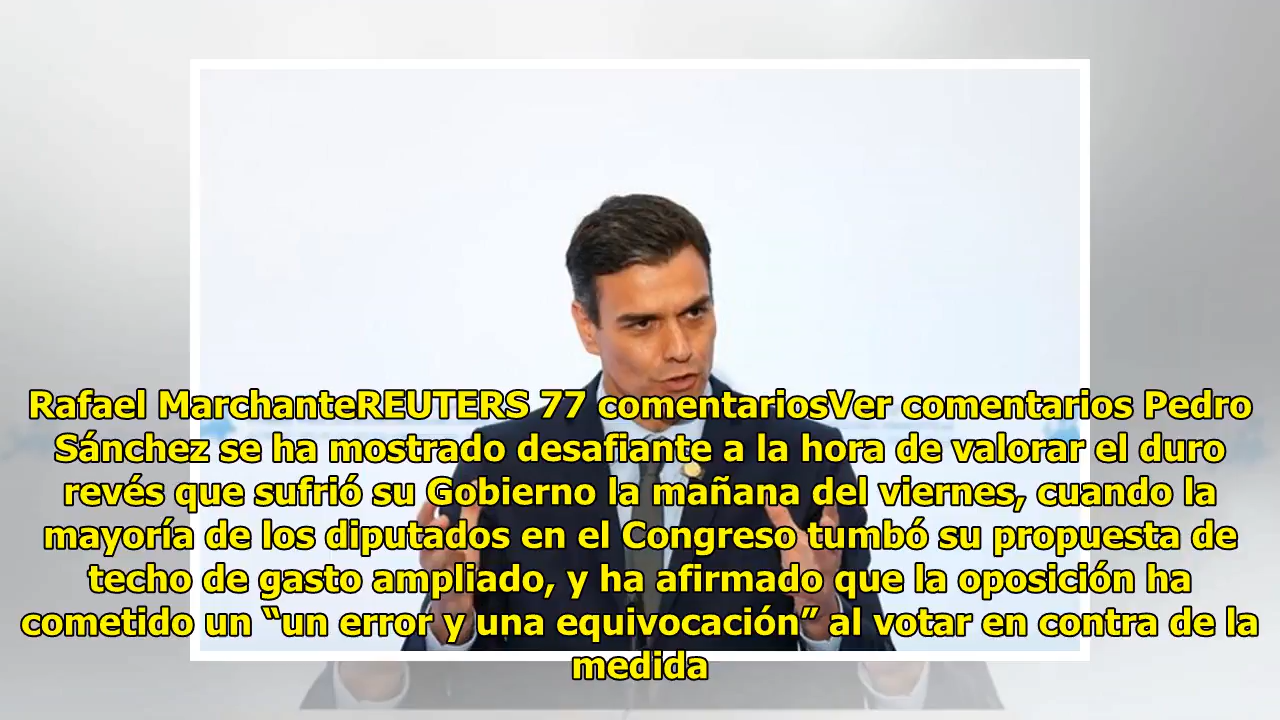 Rafael MarchanteREUTERS 77 comentariosVer comentarios Pedro
Sánchez se ha mostrado desafiante a la hora de valorar el duro
revés que sufrió su Gobierno la mañana del viernes, cuando la
mayoría de los diputados en el Congreso tumbó su propuesta de
techo de gasto ampliado, y ha afirmado que la oposición ha
cometido un “un error y una equivocación” al votar en contra de la
medida